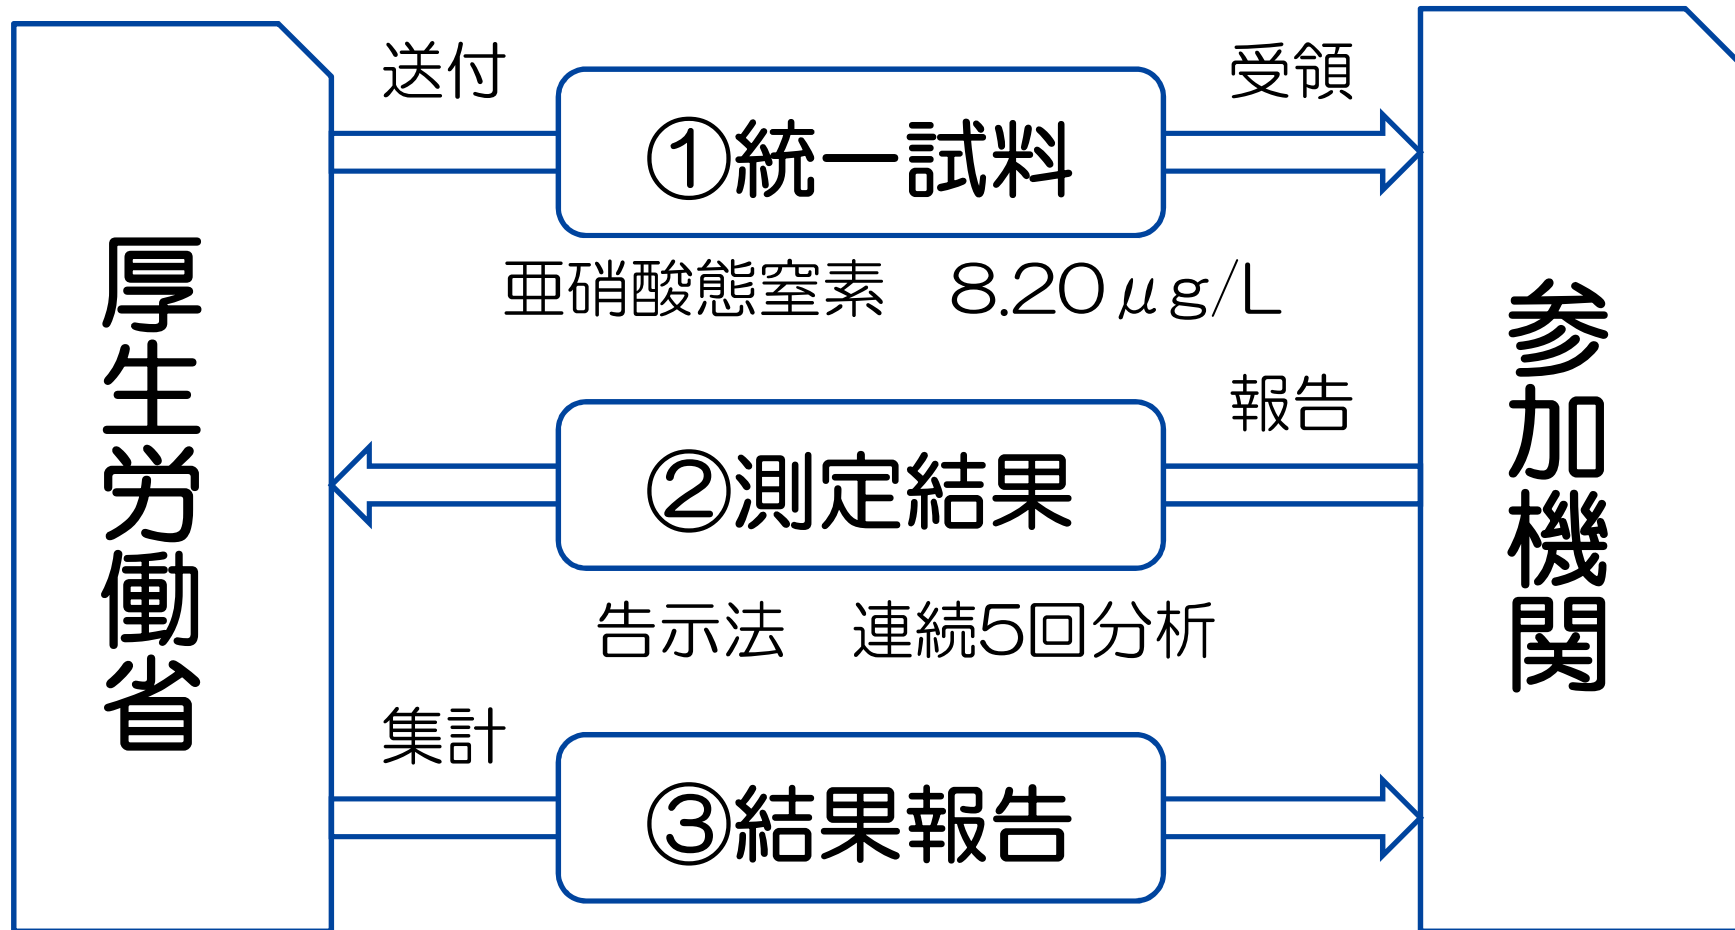 厚生労働省
送付
①統一試料
受領
亜硝酸態窒素　8.20μg/L
報告
②測定結果
告示法　連続5回分析
集計
③結果報告
参加機関